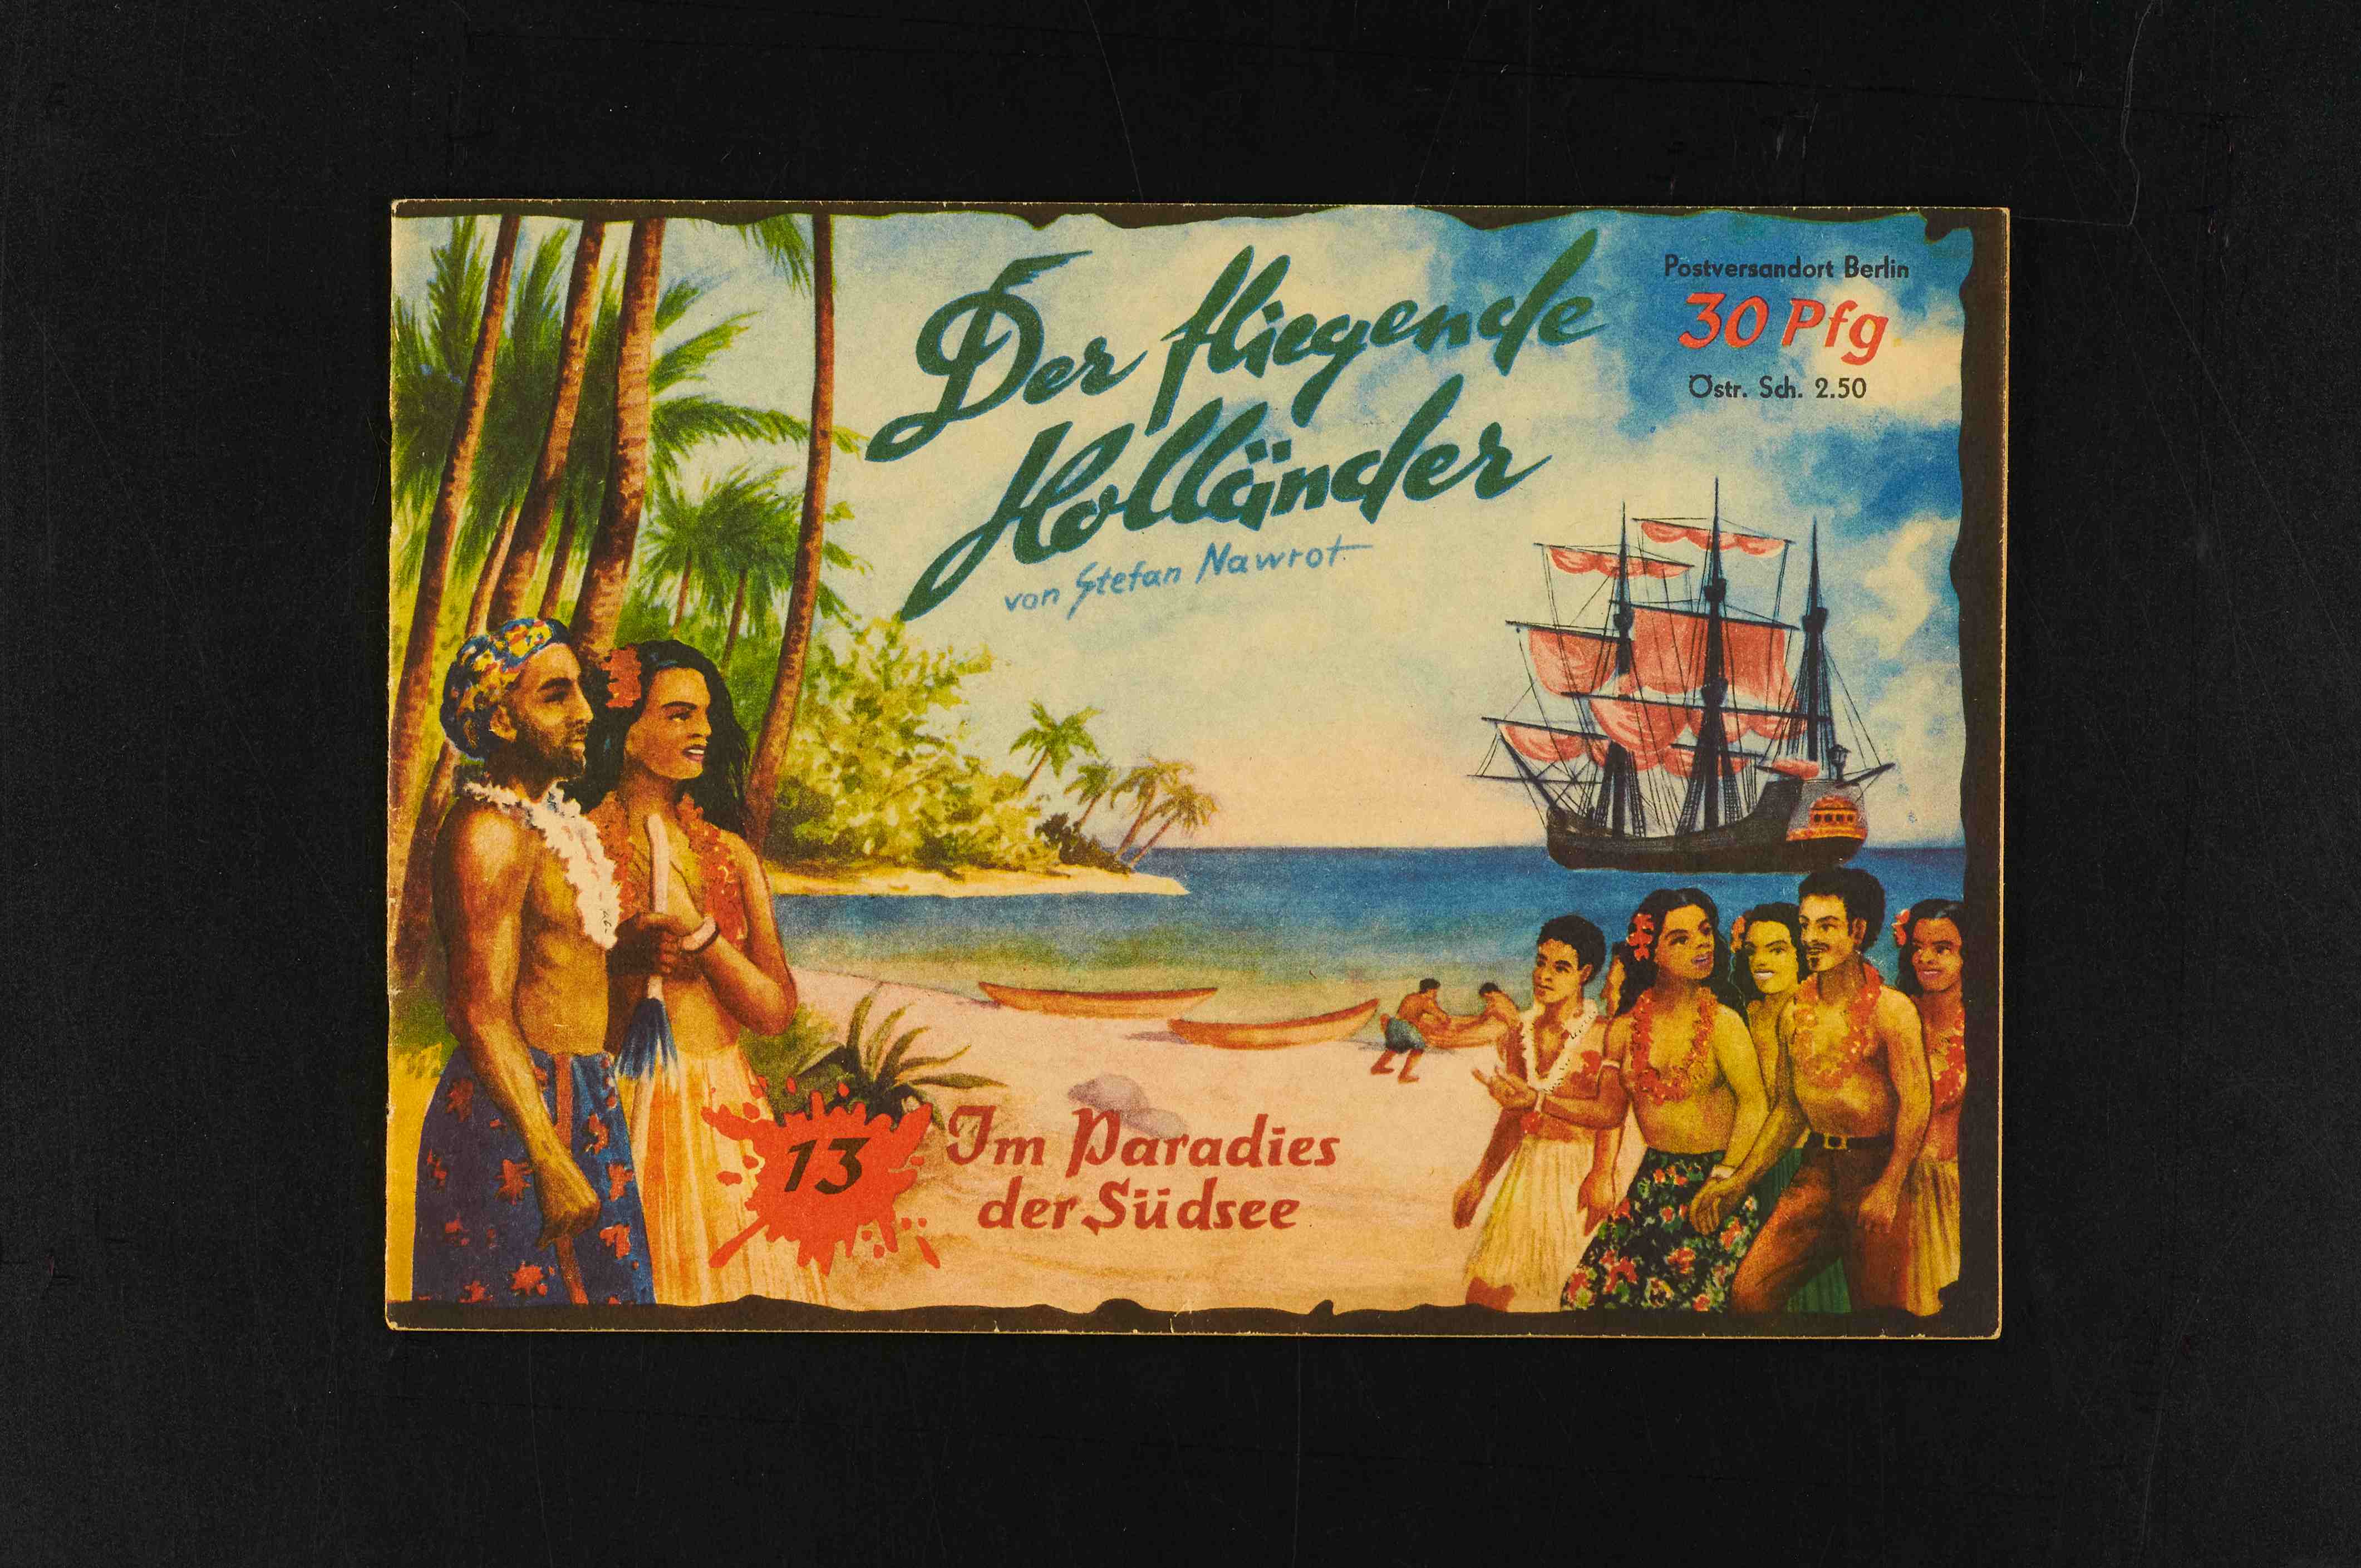 Der fliegende
Holländer
von Stefan Nawrot
Postversandort Berlin
30 Pfg
Östr. Sch. 2.50
13
Im Paradies
der Südsee